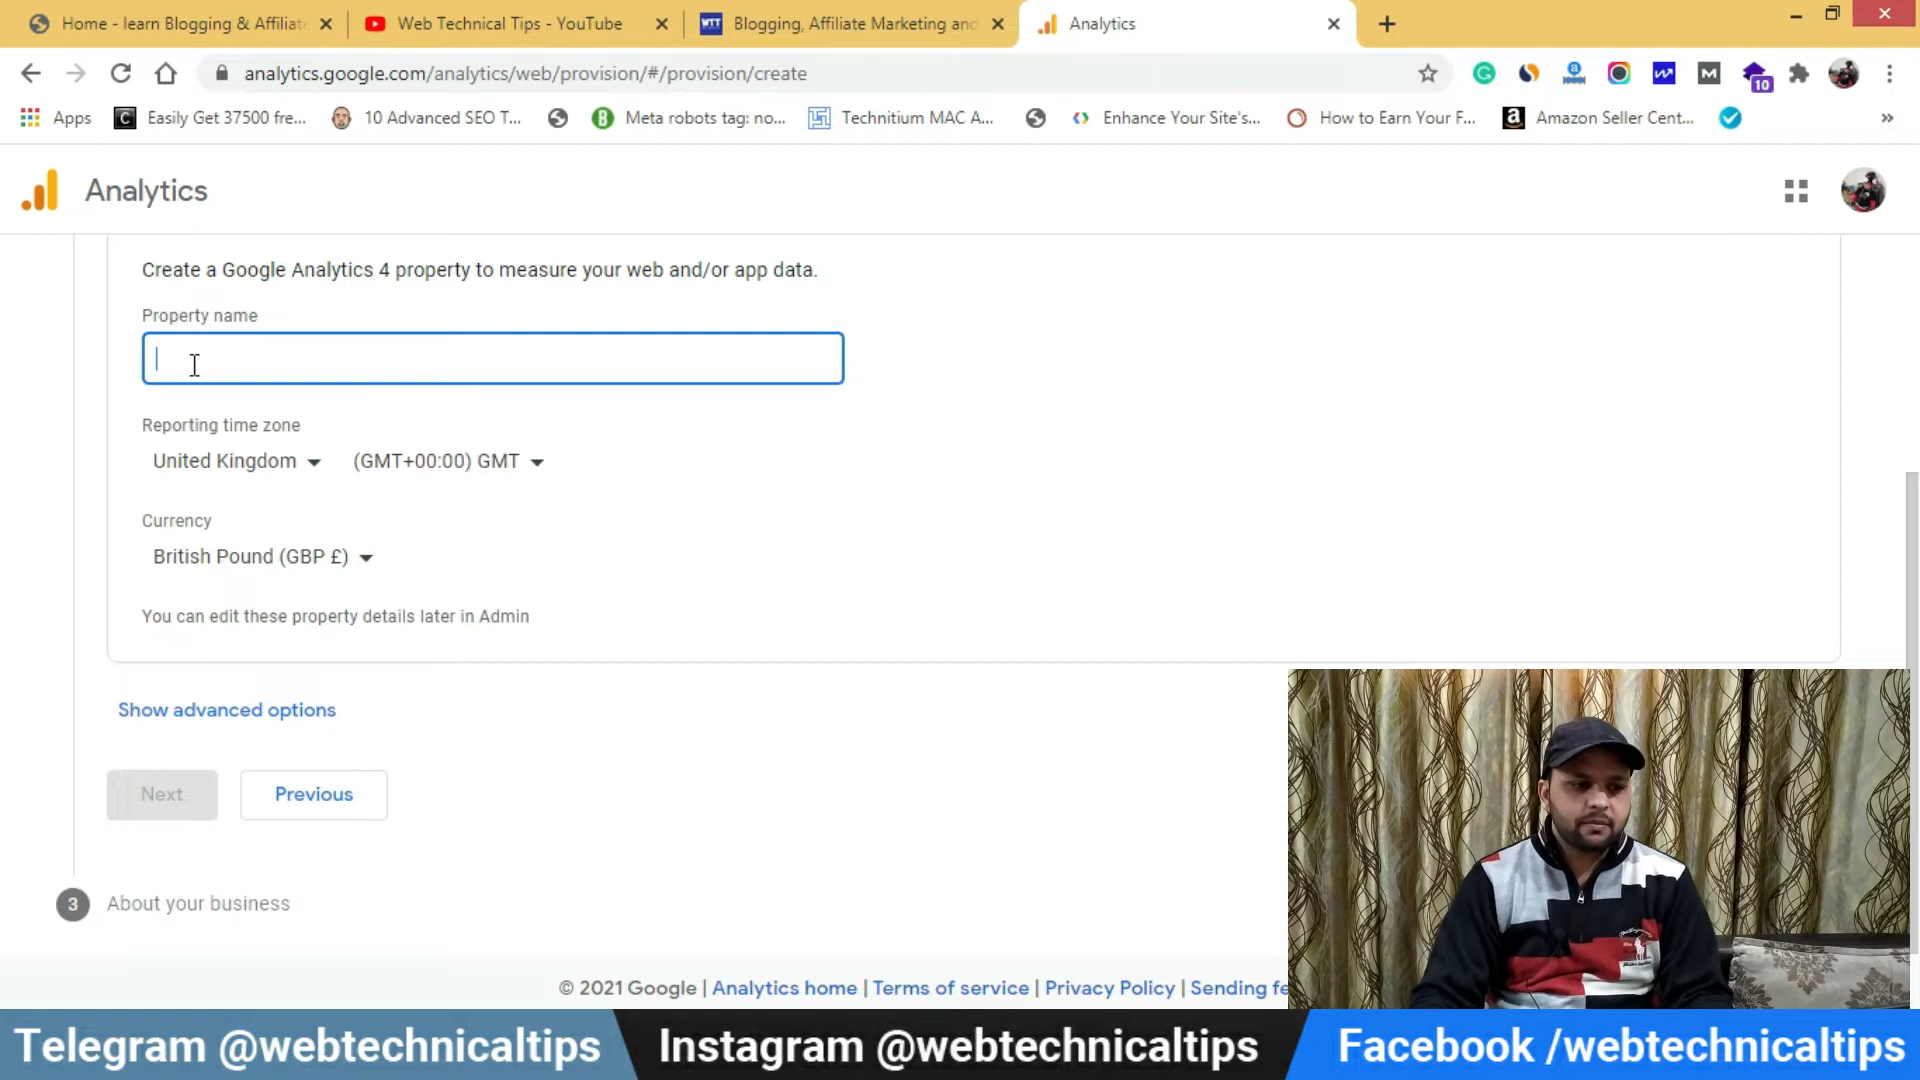 Home - learn Blogging & Affiliat
Web Technical Tips - YouTube
WTT
Blogging, Affiliate Marketing and
Analytics
analytics.google.com/analytics/web/provision/#/provision/create
10
Apps
Easily Get 37500 fre...
10 Advanced SEO T...
Meta robots tag: no...
Technitium MAC A...
Enhance Your Site's...
How to Earn Your F...
Amazon Seller Cent...
»
Analytics
Create a Google Analytics 4 property to measure your web and/or app data.
Property name
Reporting time zone
United Kingdom
(GMT+00:00) GMT
Currency
British Pound (GBP £)
You can edit these property details later in Admin
Show advanced options
Next
Previous
3
About your business
© 2021 Google | Analytics home | Terms of service | Privacy Policy | Sending fe
Telegram @webtechnicaltips
Instagram @webtechnicaltips
Facebook /webtechnicaltips